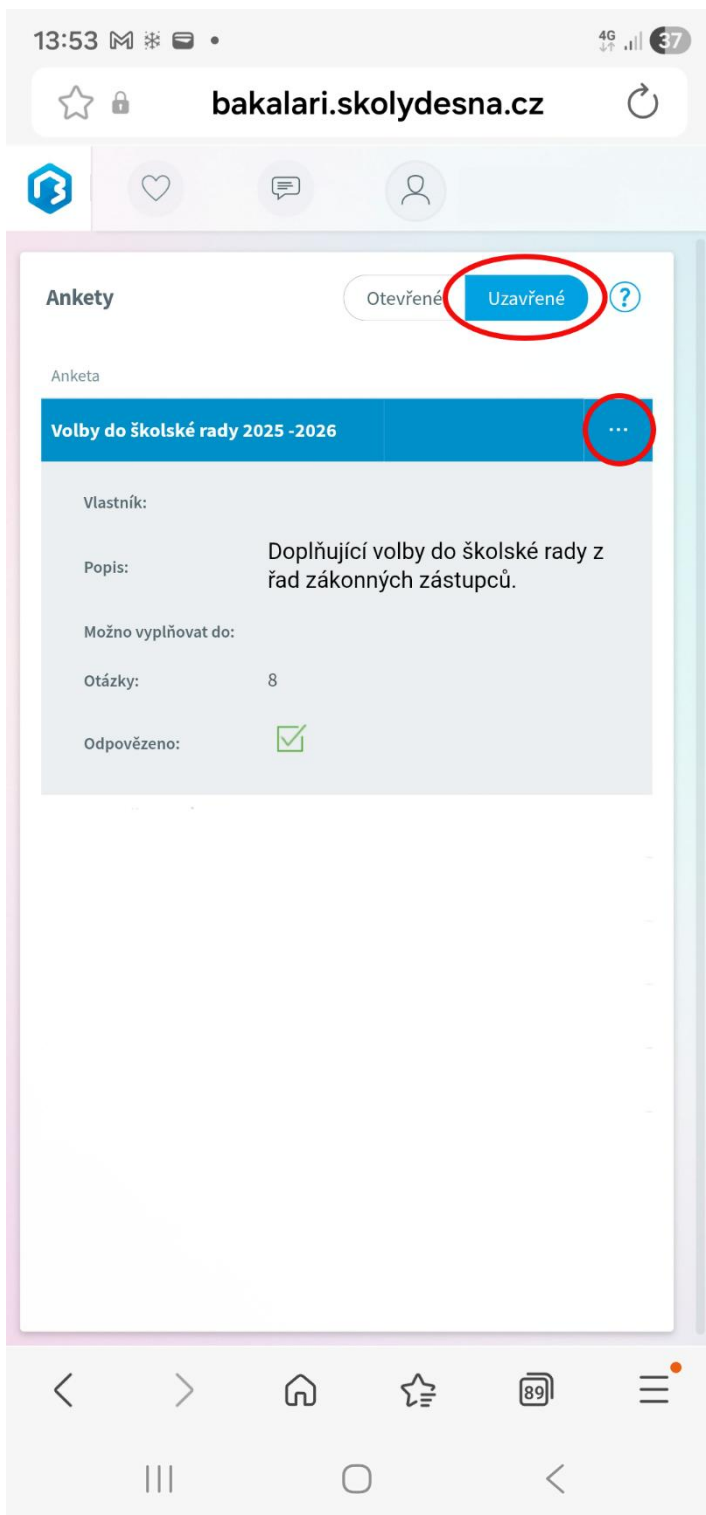 13:53
4G
37
bakalari.skolydesna.cz
Ankety
Otevřené
Uzavřené
?
Anketa
Volby do školské rady 2025 -2026
...
Vlastník:
Popis:
Doplňující volby do školské rady z
řad zákonných zástupců.
Možno vyplňovat do:
Otázky:
8
Odpovězeno:
89